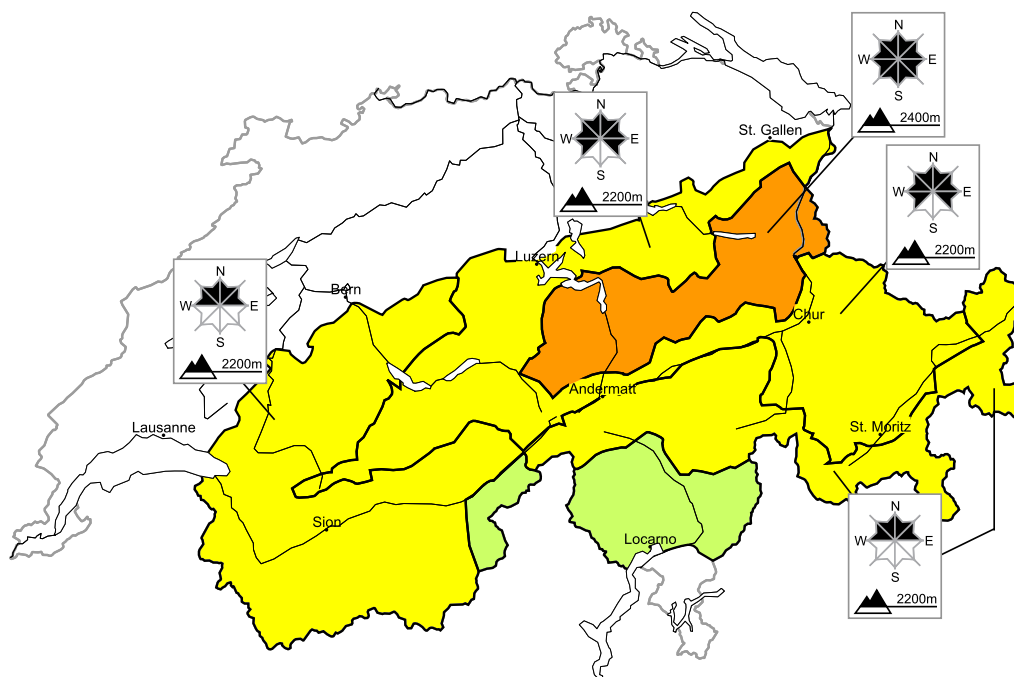 N
W E
S
2400m
N
W E
S
2200m
St. Gallen
N
W E
S
2200m
Luzern
N
W E
S
2200m
Bern
Chur
Andermatt
Lausanne
St. Moritz
Sion
Locarno
N
W E
S
2200m